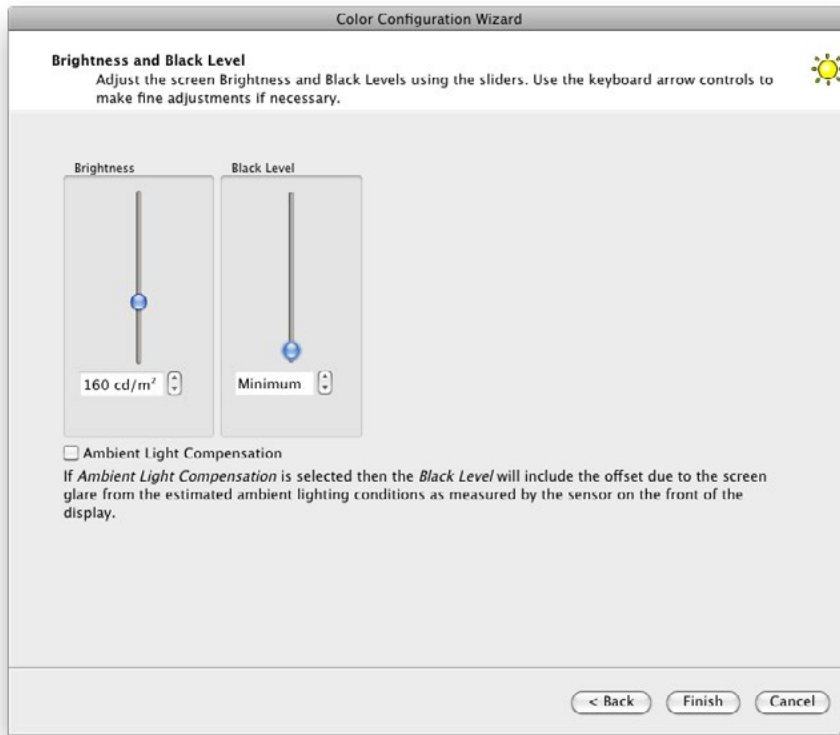 Color Configuration Wizard
Brightness and Black Level
Adjust the screen Brightness and Black Levels using the sliders. Use the keyboard arrow controls to
make fine adjustments if necessary.
Brightness
Black Level
160 cd/m²
Minimum
Ambient Light Compensation
If Ambient Light Compensation is selected then the Black Level will include the offset due to the screen
glare from the estimated ambient lighting conditions as measured by the sensor on the front of the
display.
< Back
Finish
Cancel